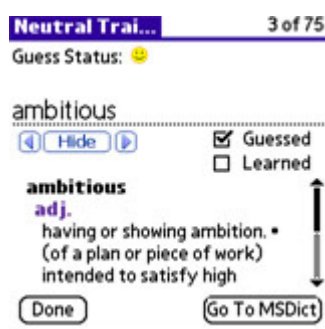 Neutral Trai... 3 of 75
Guess Status:
ambitious
Hide Guessed
Learned
ambitious
adj.
having or showing ambition. •
(of a plan or piece of work)
intended to satisfy high
Done Go To MSDict